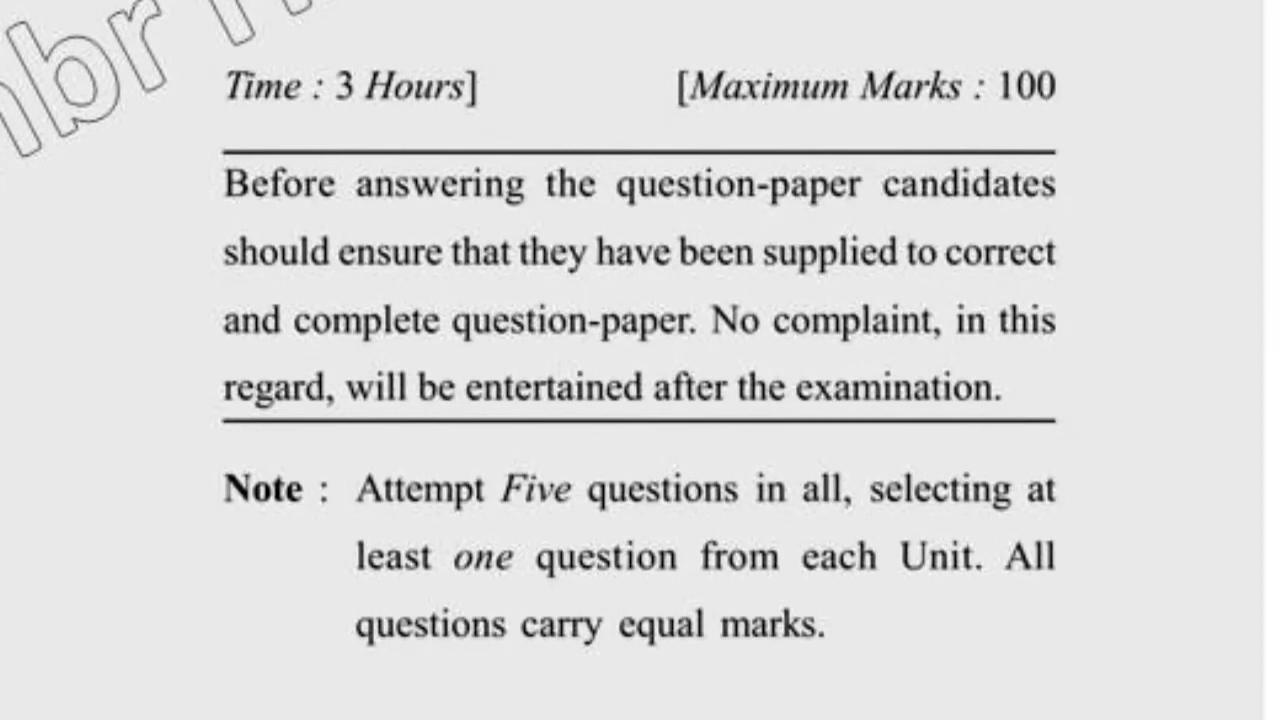 Time : 3 Hours] [Maximum Marks : 100
Before answering the question-paper candidates
should ensure that they have been supplied to correct
and complete question-paper. No complaint, in this
regard, will be entertained after the examination.
Note : Attempt Five questions in all, selecting at
least one question from each Unit. All
questions carry equal marks.